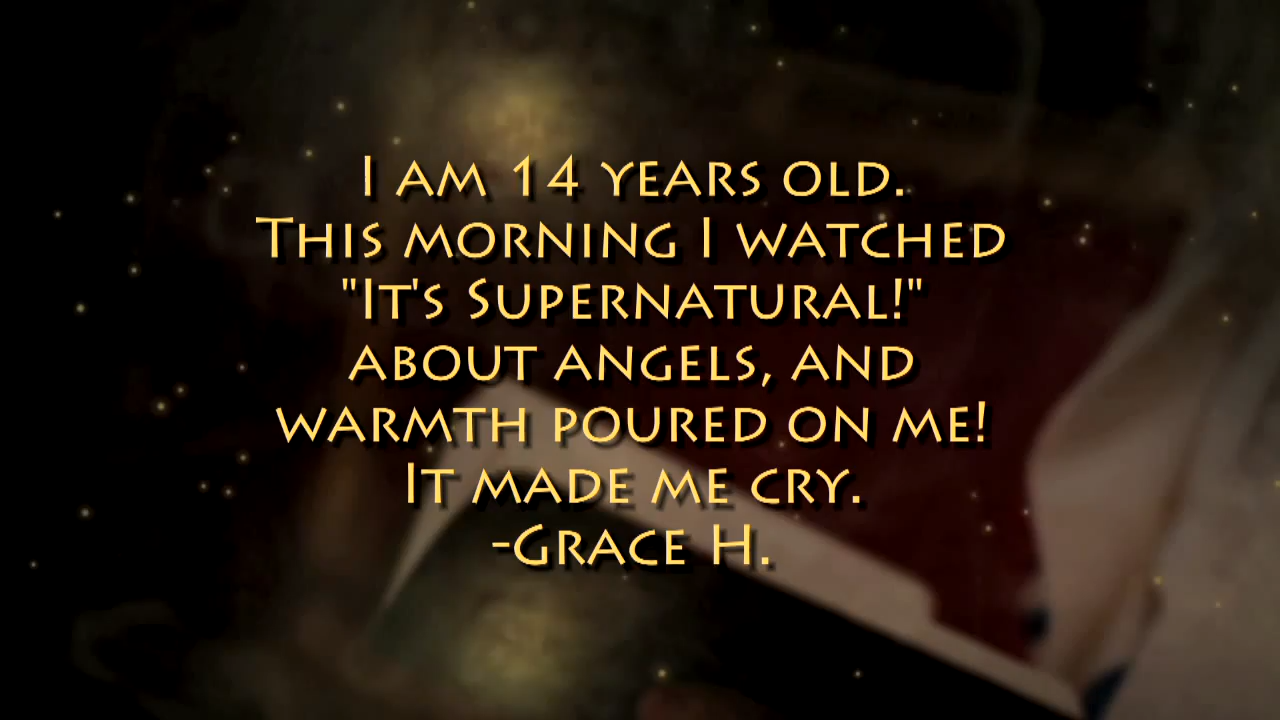 I am 14 years old.
This morning I watched
"It's Supernatural!"
about angels, and
warmth poured on me!
It made me cry.
-Grace H.